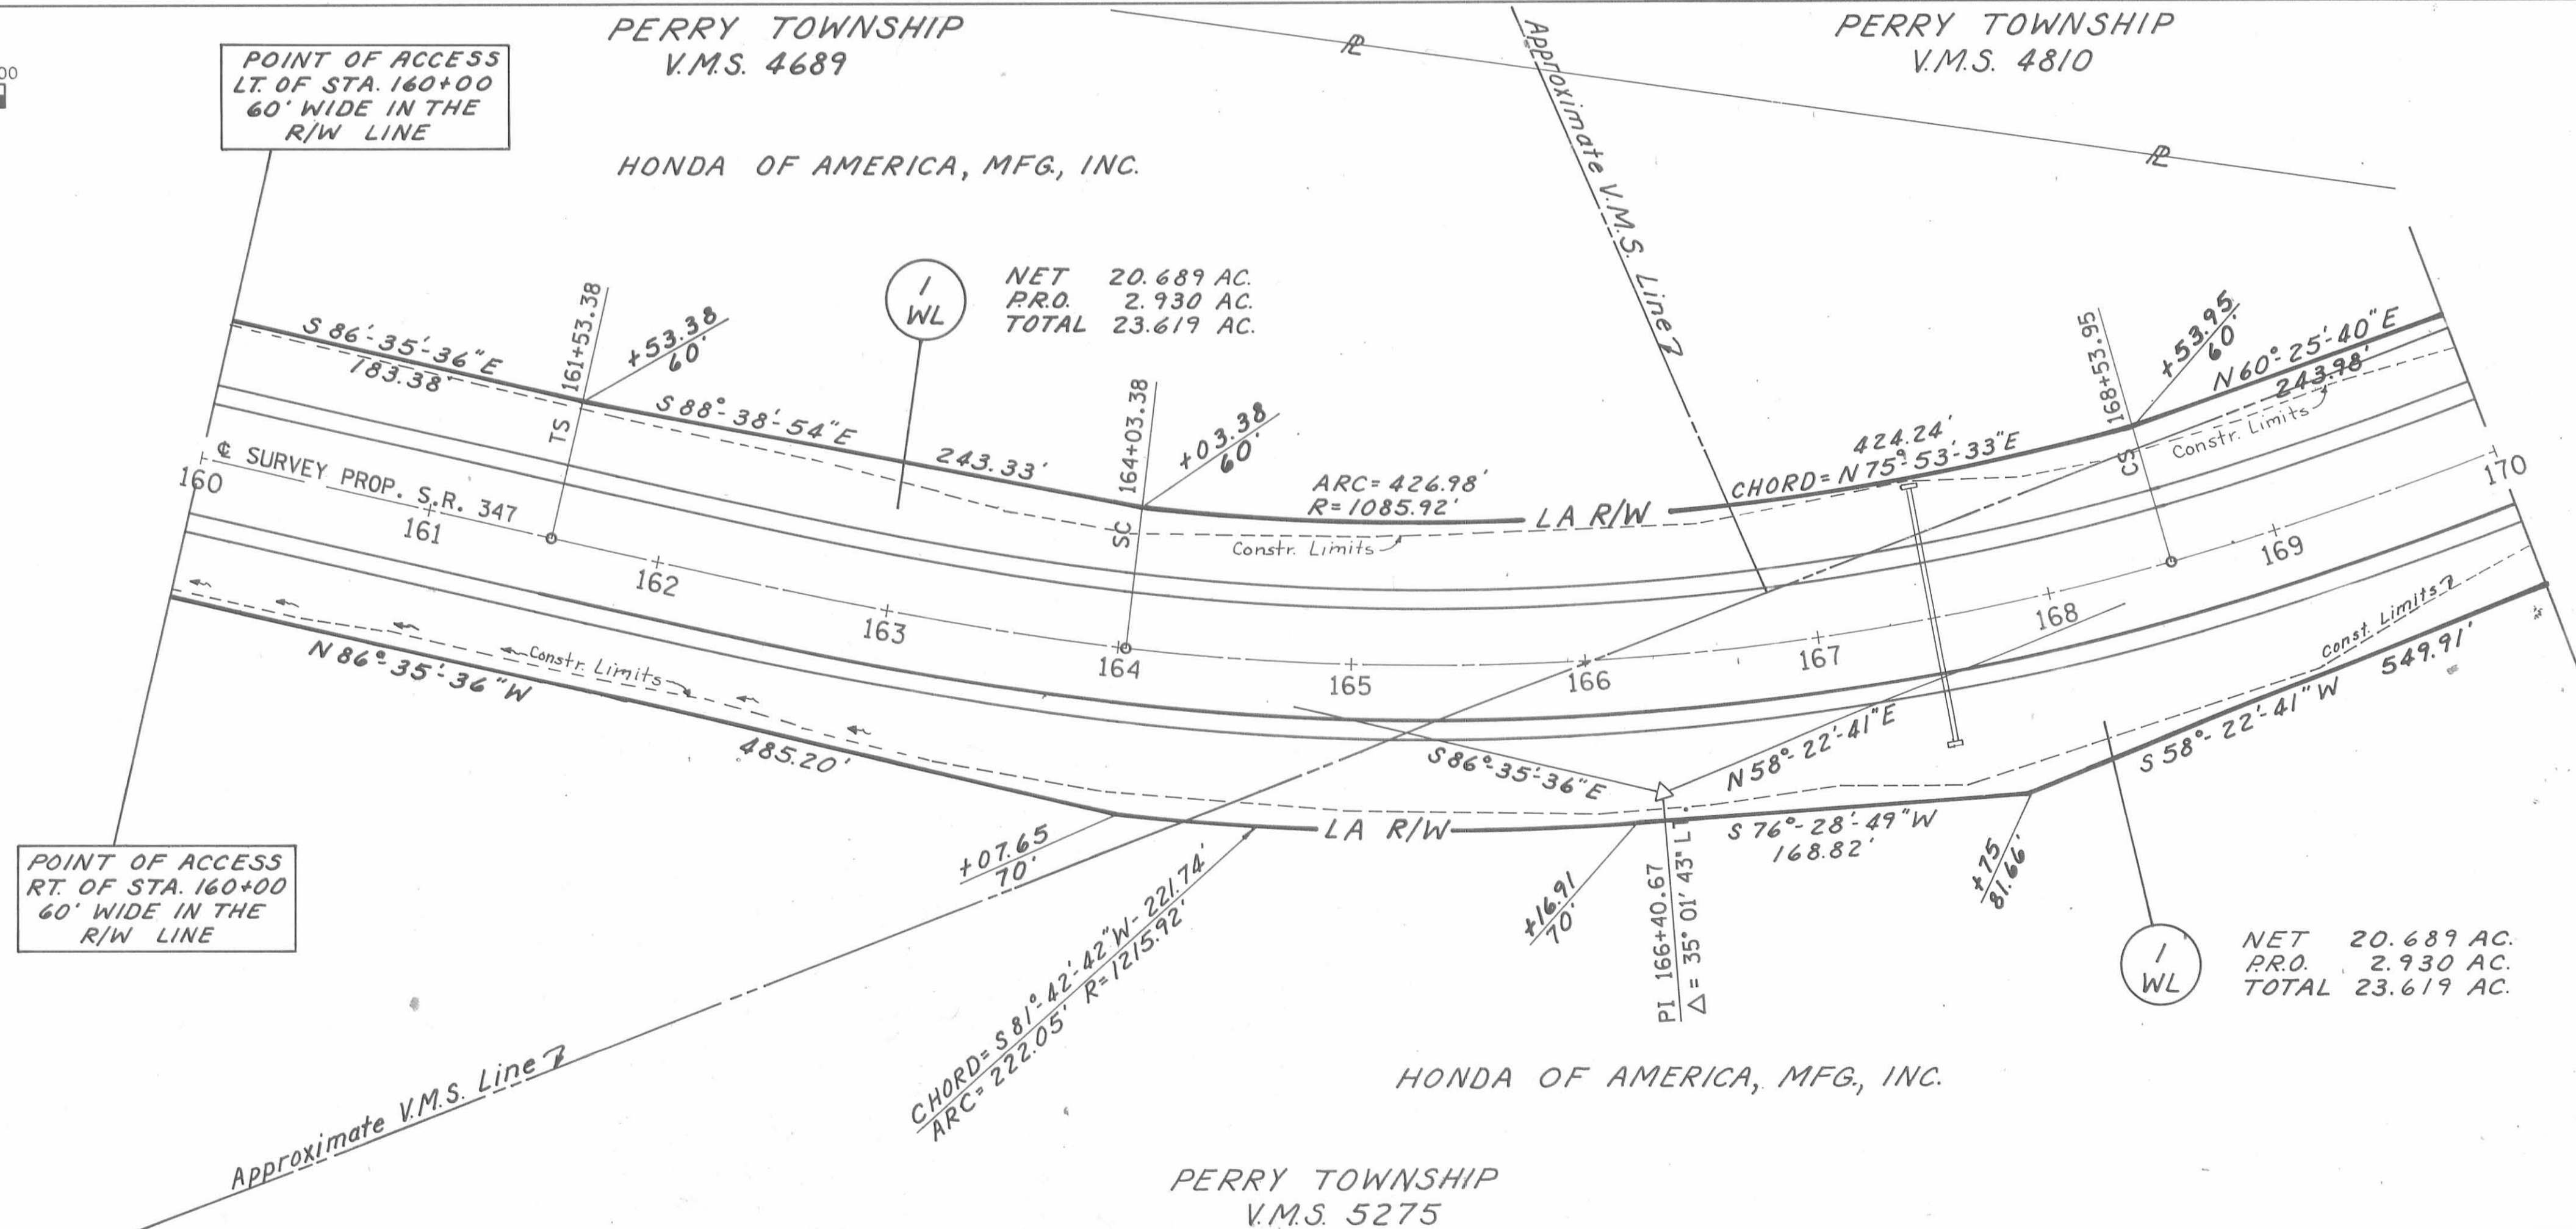 00
PERRY TOWNSHIP
V.M.S. 4689
PERRY TOWNSHIP
V.M.S. 4810
POINT OF ACCESS
LT. OF STA. 160+00
60' WIDE IN THE
R/W LINE
HONDA OF AMERICA, MFG., INC.
Approximate V.M.S. Line
PL
PL
1
WL
NET 20.689 AC.
P.R.O. 2.930 AC.
TOTAL 23.619 AC.
S 86'-35'-36"E
183.38'
161+53.38
TS
+53.38
60'
S 88°-38'-54"E
243.33'
164+03.38
SC
+03.38
60'
ARC= 426.98'
R= 1085.92'
LA R/W
424.24'
CHORD= N 75°-53'-33"E
168+53.95
CS
+53.95
60'
N 60°-25'-40"E
243.98'
Constr. Limits
Constr. Limits
℄ SURVEY PROP. S.R. 347
160
161
162
163
164
165
166
167
168
169
170
Constr. Limits
N 86°-35'-36"W
485.20'
const. Limits
549.91'
S 58°-22'-41"W
S 86°-35'-36"E
N 58°-22'-41"E
LA R/W
S 76°-28'-49"W
168.82'
+07.65
70'
CHORD= S 81°-42'-42"W- 221.74'
ARC= 222.05' R=1215.92'
+16.91
70'
PI 166+40.67
Δ = 35° 01' 43" LT.
+75
81.66'
POINT OF ACCESS
RT. OF STA. 160+00
60' WIDE IN THE
R/W LINE
1
WL
NET 20.689 AC.
P.R.O. 2.930 AC.
TOTAL 23.619 AC.
Approximate V.M.S. Line
HONDA OF AMERICA, MFG., INC.
PERRY TOWNSHIP
V.M.S. 5275